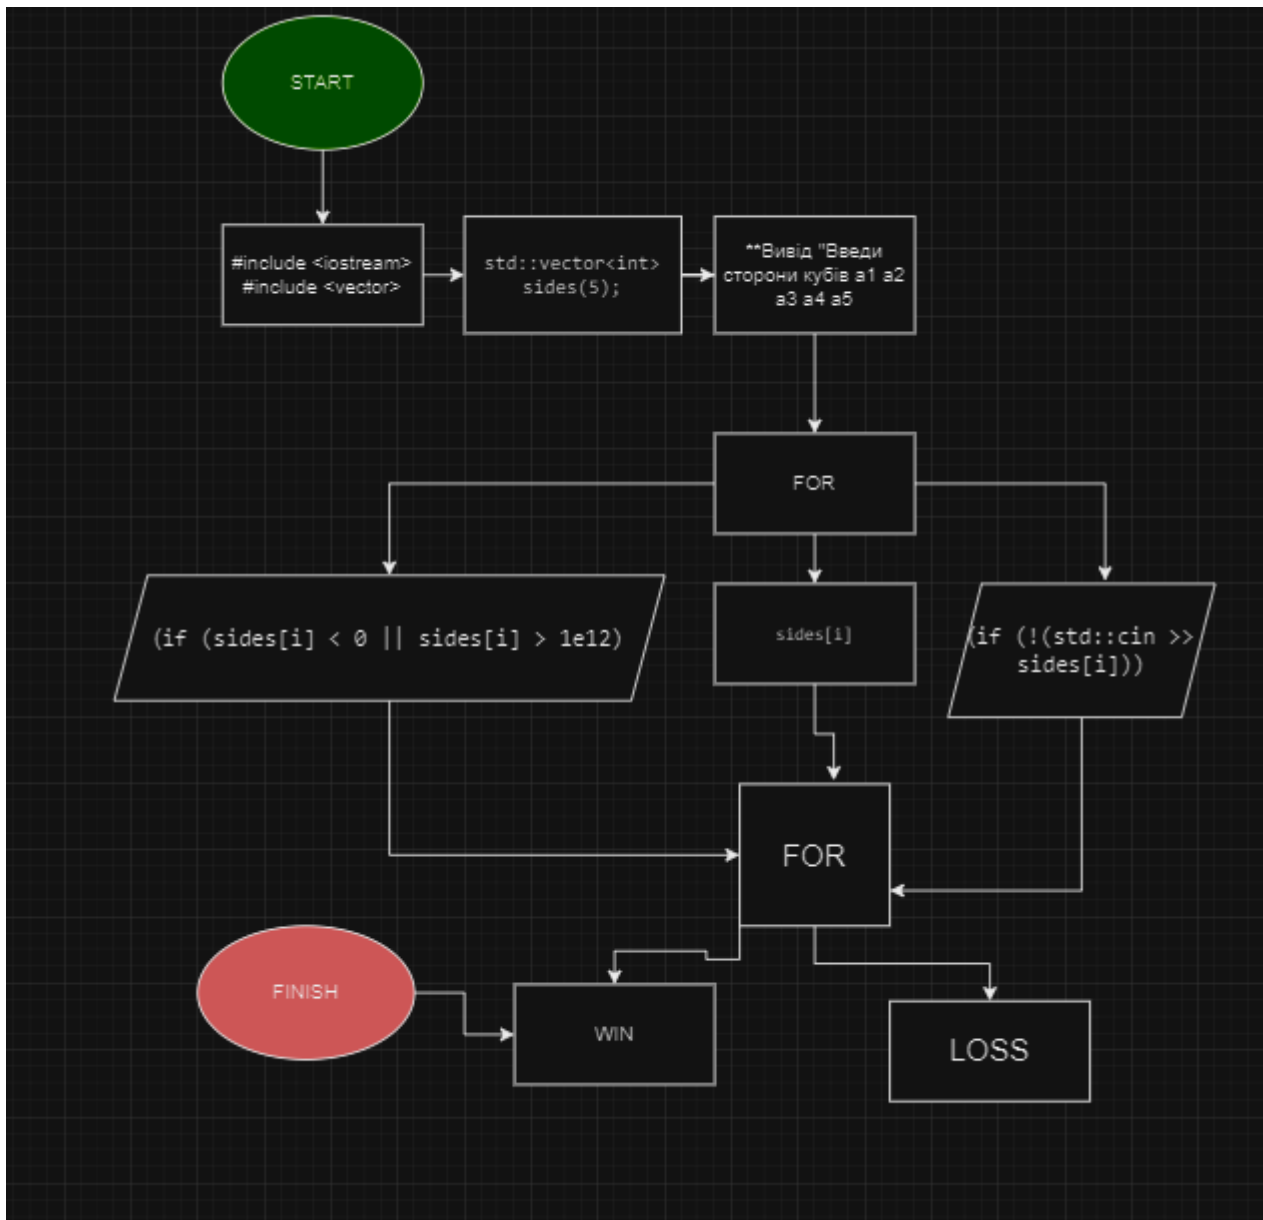 START
#include <iostream>
#include <vector>
std::vector<int>
sides(5);
**Вивід "Введи
сторони кубів a1 a2
a3 a4 a5
FOR
(if (sides[i] < 0 || sides[i] > 1e12)
sides[i]
(if (!(std::cin >>
sides[i]))
FOR
FINISH
WIN
LOSS